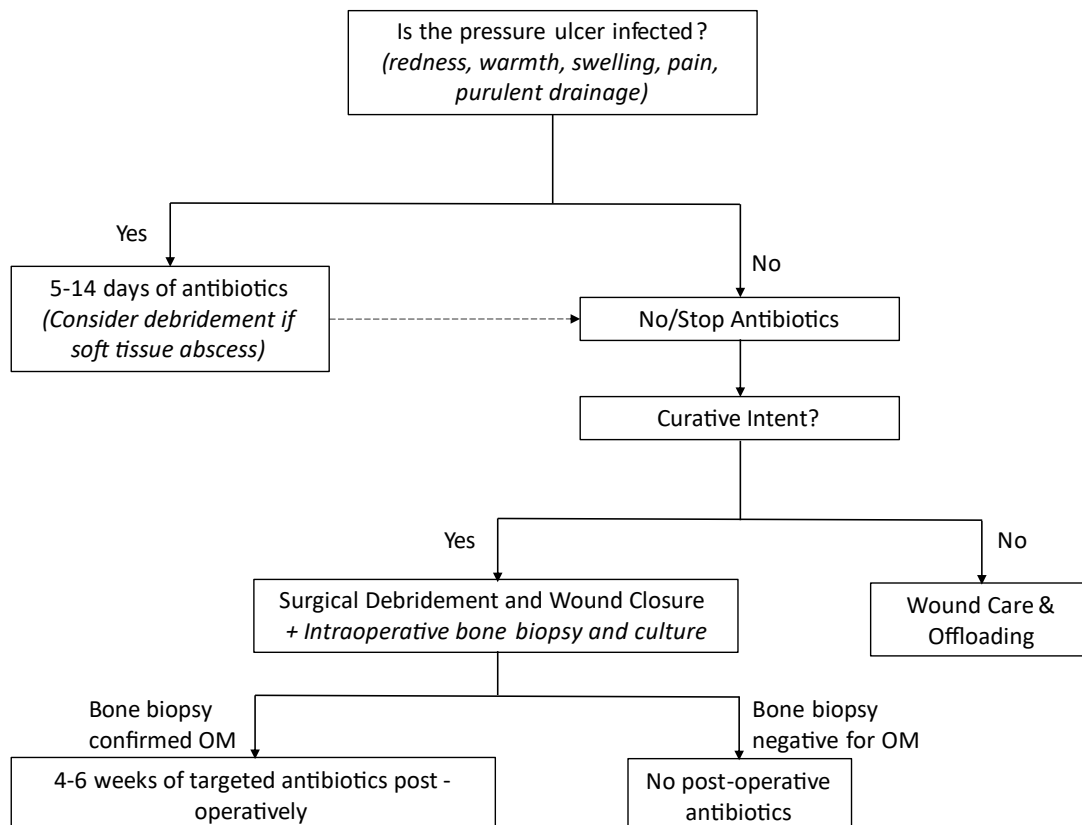 Is the pressure ulcer infected?
(redness, warmth, swelling, pain,
purulent drainage)
Yes
No
5-14 days of antibiotics
(Consider debridement if
soft tissue abscess)
No/Stop Antibiotics
Curative Intent?
Yes
No
Surgical Debridement and Wound Closure
+ Intraoperative bone biopsy and culture
Wound Care &
Offloading
Bone biopsy
confirmed OM
Bone biopsy
negative for OM
4-6 weeks of targeted antibiotics post -
operatively
No post-operative
antibiotics